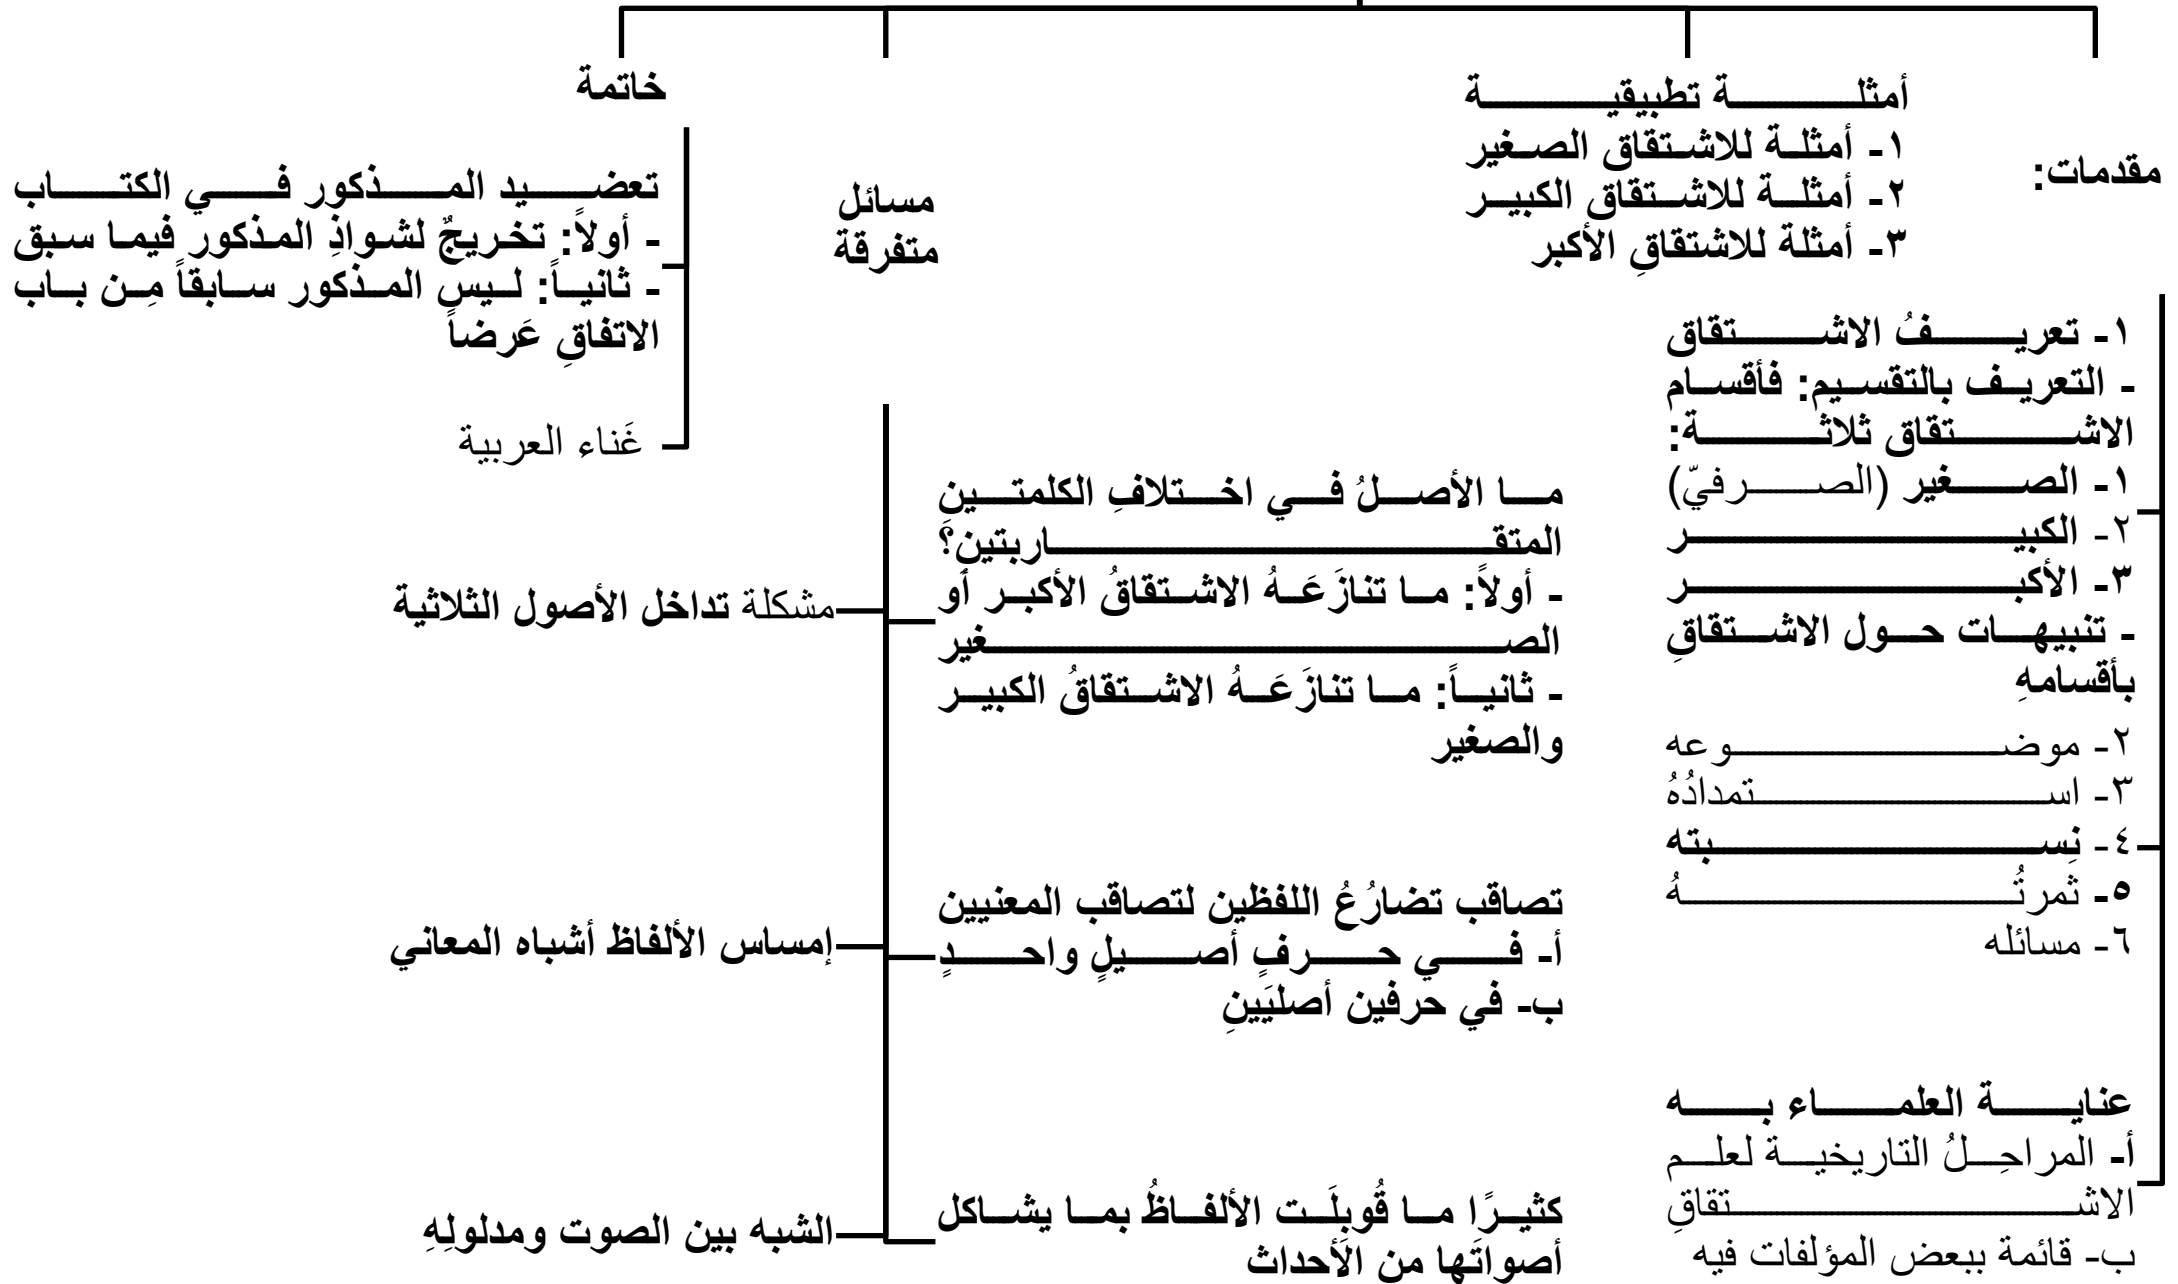 مقدمات:
١- تعريفُ الاشتقاق
- التعريف بالتقسيم: فأقسام
الاشتقاق ثلاثة:
١- الصغير (الصرفيّ)
٢- الكبير
٣- الأكبر
- تنبيهات حول الاشتقاقِ
بأقسامهِ
٢- موضوعه
٣- استمدادُهُ
٤- نِسبته
٥- ثمرتُهُ
٦- مسائله
عناية العلماء به
أ- المراحِلُ التاريخية لعلم
الاشتقاقِ
ب- قائمة ببعض المؤلفات فيه
أمثلة تطبيقية
١- أمثلة للاشتقاق الصغير
٢- أمثلة للاشتقاق الكبير
٣- أمثلة للاشتقاقِ الأكبر
مسائل
متفرقة
ما الأصلُ في اختلافِ الكلمتينِ
المتقاربتينِ؟
- أولاً: ما تنازَعَهُ الاشتقاقُ الأكبر أو
الصغير
- ثانياً: ما تنازَعَهُ الاشتقاقُ الكبير
والصغير
مشكلة تداخل الأصول الثلاثية
تصاقب تضارُعُ اللفظين لتصاقب المعنيين
أ- في حرفٍ أصيلٍ واحدٍ
ب- في حرفين أصليَينِ
إمساس الألفاظ أشباه المعاني
كثيرًا ما قُوبِلَت الألفاظُ بما يشاكل
أصواتَها من الأحداث
الشبه بين الصوت ومدلولِهِ
خاتمة
تعضيد المذكور في الكتاب
- أولاً: تخريجٌ لشواذِ المذكور فيما سبق
- ثانياً: ليس المذكور سابقاً مِن باب
الاتفاقِ عَرضاً
غَناء العربية